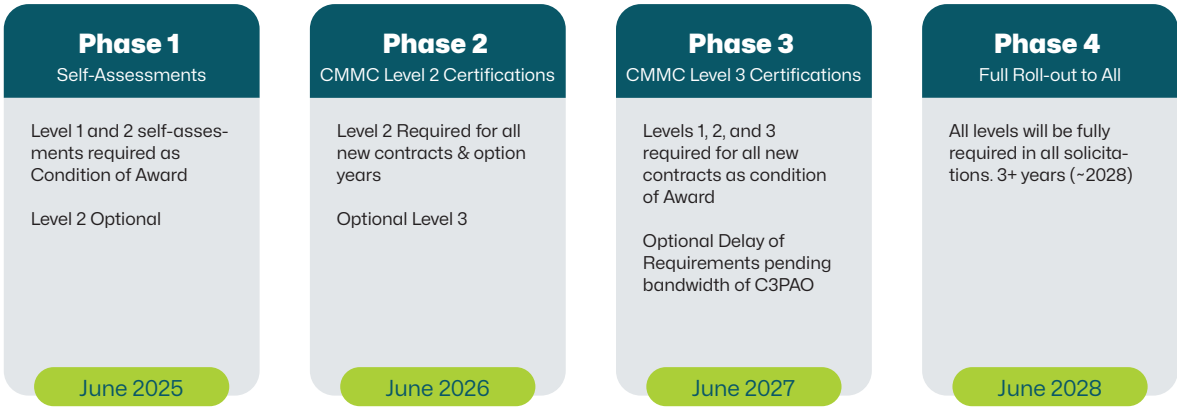 Phase 1
Self-Assessments
Level 1 and 2 self-asses-
ments required as
Condition of Award
Level 2 Optional
June 2025
Phase 2
CMMC Level 2 Certifications
Level 2 Required for all
new contracts & option
years
Optional Level 3
June 2026
Phase 3
CMMC Level 3 Certifications
Levels 1, 2, and 3
required for all new
contracts as condition
of Award
Optional Delay of
Requirements pending
bandwidth of C3PAO
June 2027
Phase 4
Full Roll-out to All
All levels will be fully
required in all solicita-
tions. 3+ years (~2028)
June 2028